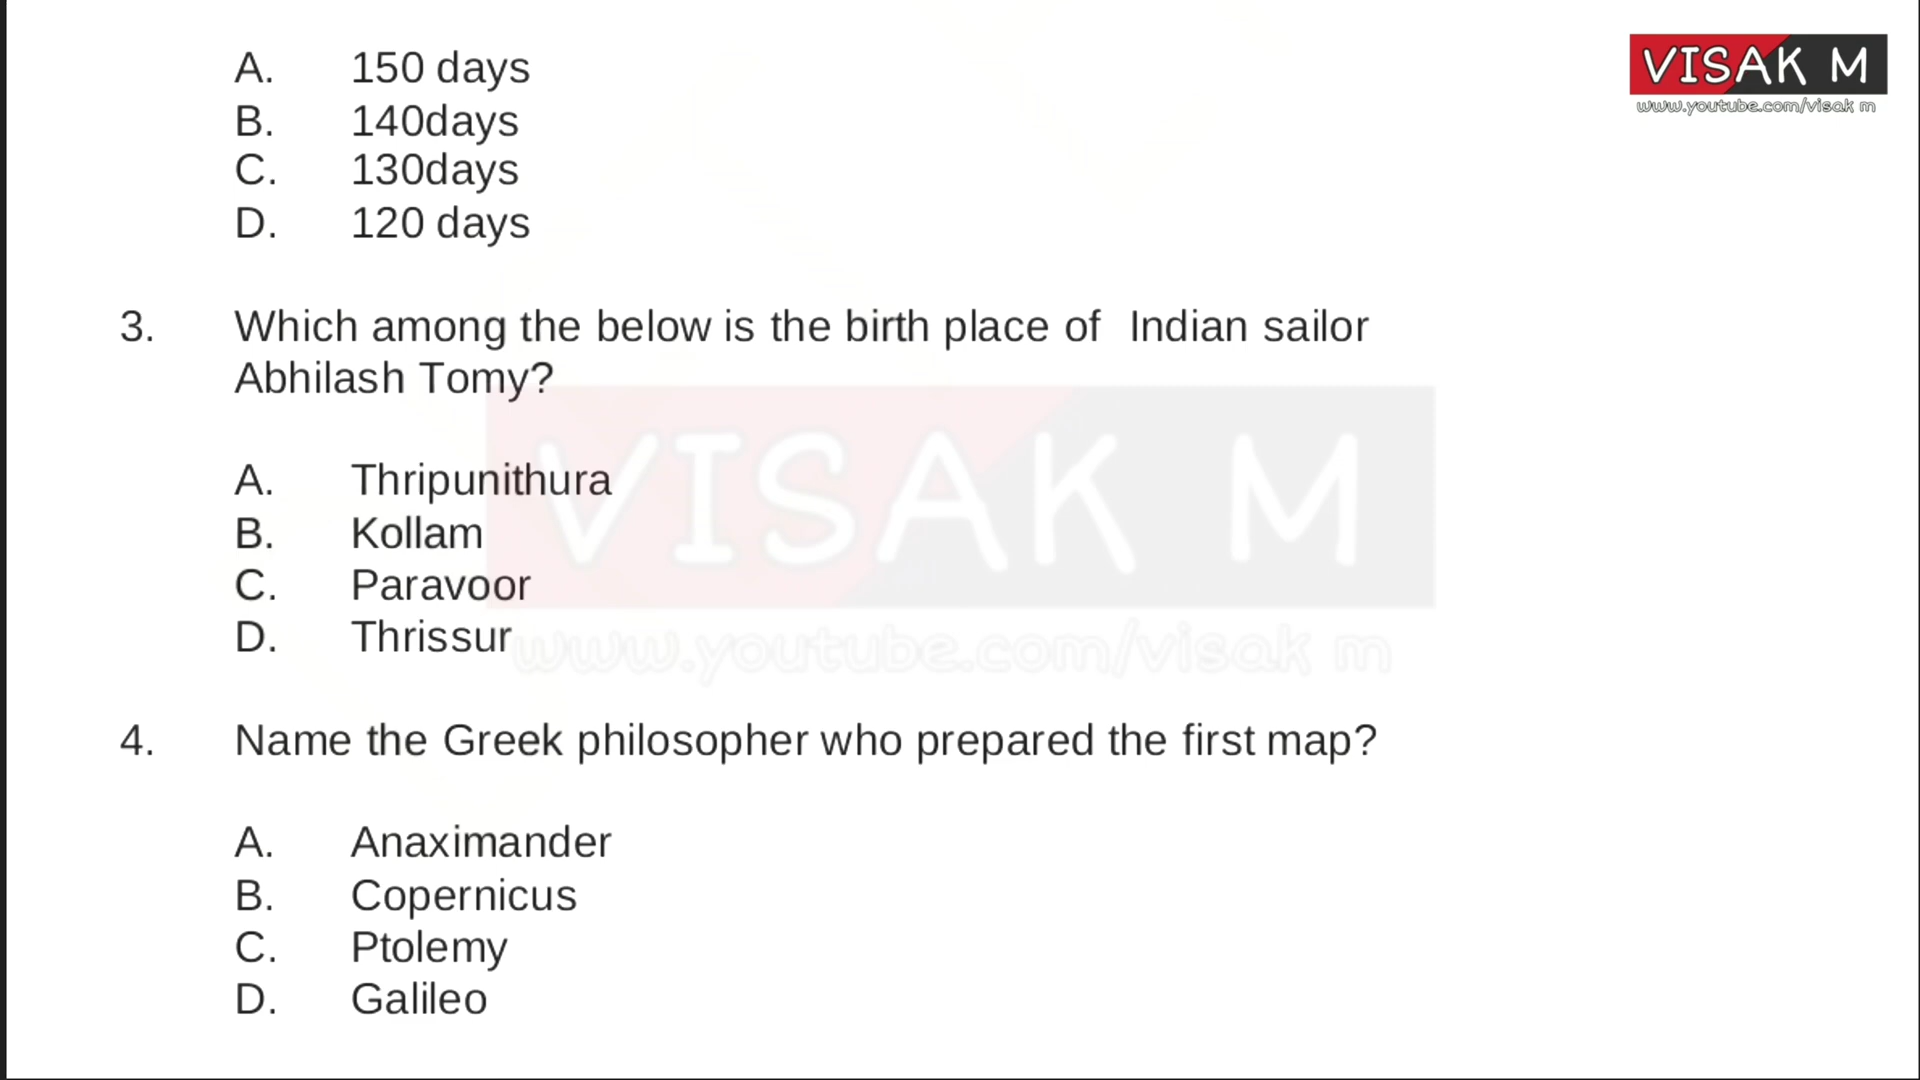 VISAK M
www.youtube.com/visak m
A. 150 days
B. 140days
C. 130days
D. 120 days
3. Which among the below is the birth place of Indian sailor
Abhilash Tomy?
A. Thripunithura
B. Kollam
C. Paravoor
D. Thrissur
VISAK M
www.youtube.com/visak m
4. Name the Greek philosopher who prepared the first map?
A. Anaximander
B. Copernicus
C. Ptolemy
D. Galileo